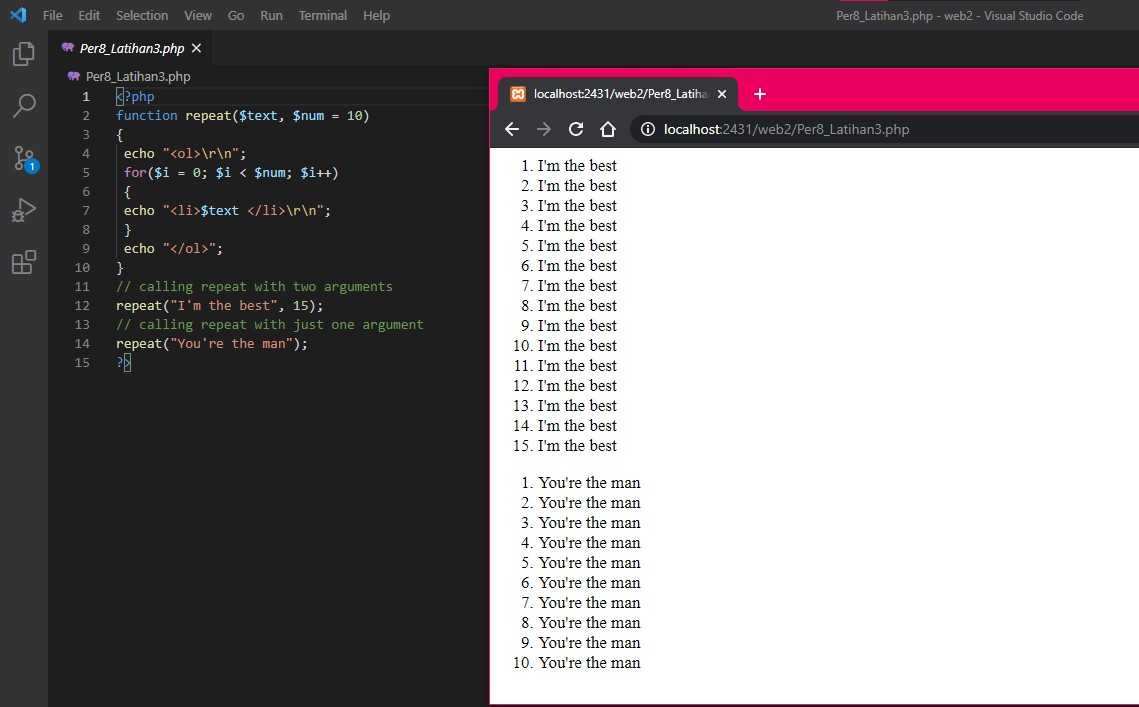 File Edit Selection View Go Run Terminal Help
Per8_Latihan3.php - web2 - Visual Studio Code
Per8_Latihan3.php
Per8_Latihan3.php
1 <?php
2 function repeat($text, $num = 10)
3 {
4 echo "<ol>\r\n";
5 for($i = 0; $i < $num; $i++)
6 {
7 echo "<li>$text </li>\r\n";
8 }
9 echo "</ol>";
10 }
11 // calling repeat with two arguments
12 repeat("I'm the best", 15);
13 // calling repeat with just one argument
14 repeat("You're the man");
15 ?>
1
localhost:2431/web2/Per8_Latiha
localhost:2431/web2/Per8_Latihan3.php
1. I'm the best
2. I'm the best
3. I'm the best
4. I'm the best
5. I'm the best
6. I'm the best
7. I'm the best
8. I'm the best
9. I'm the best
10. I'm the best
11. I'm the best
12. I'm the best
13. I'm the best
14. I'm the best
15. I'm the best
1. You're the man
2. You're the man
3. You're the man
4. You're the man
5. You're the man
6. You're the man
7. You're the man
8. You're the man
9. You're the man
10. You're the man